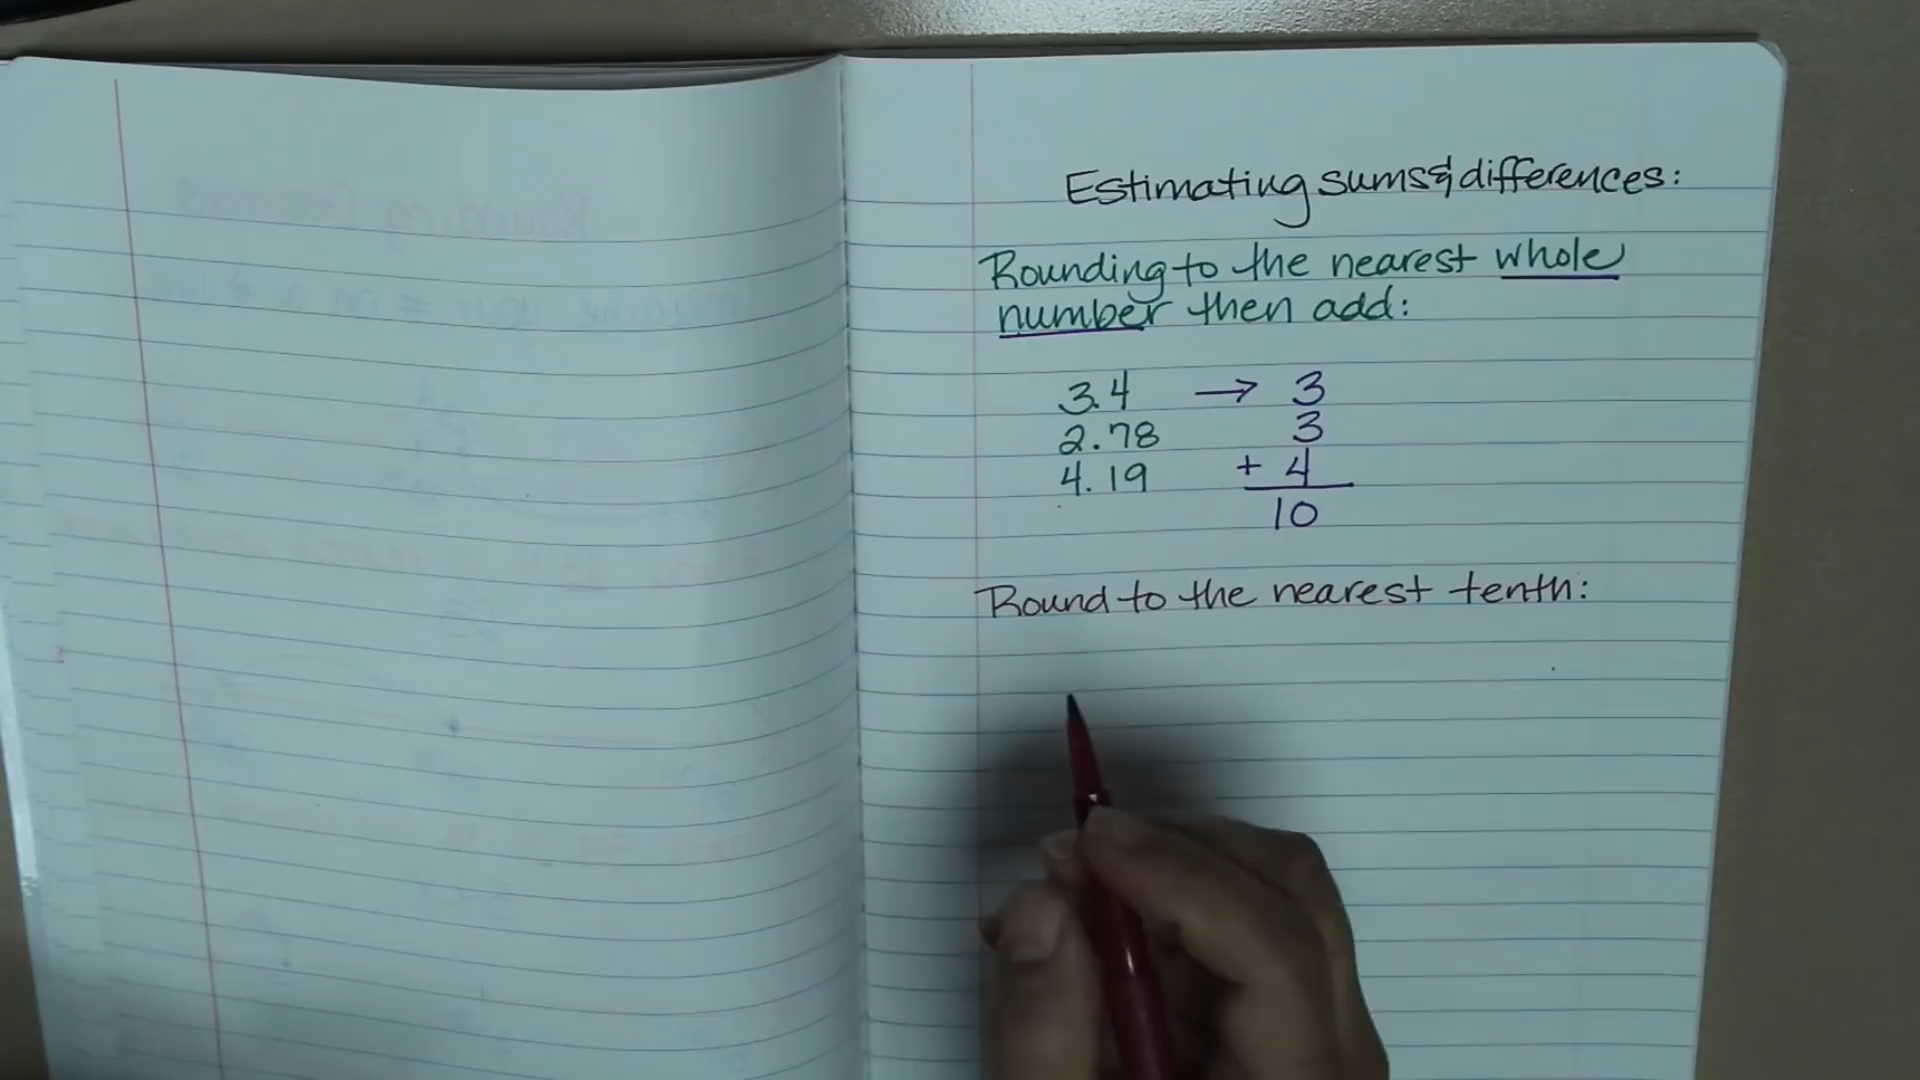 Estimating sums & differences:
Rounding to the nearest whole
number then add:
3.4 → 3
2.78 3
4.19 + 4
10
Round to the nearest tenth: